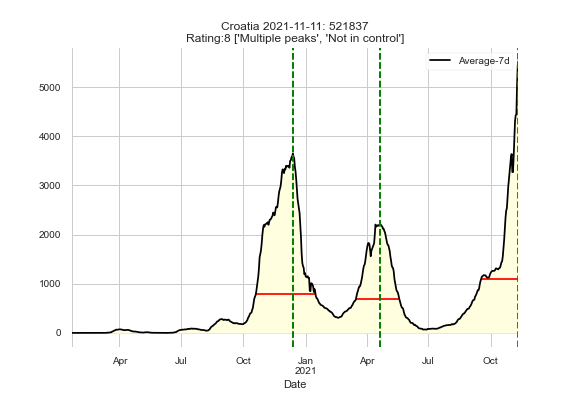 Croatia 2021-11-11: 521837
Rating:8 ['Multiple peaks', 'Not in control']
Average-7d
5000
4000
3000
2000
1000
0
Apr Jul Oct Jan Apr Jul Oct
2021
Date